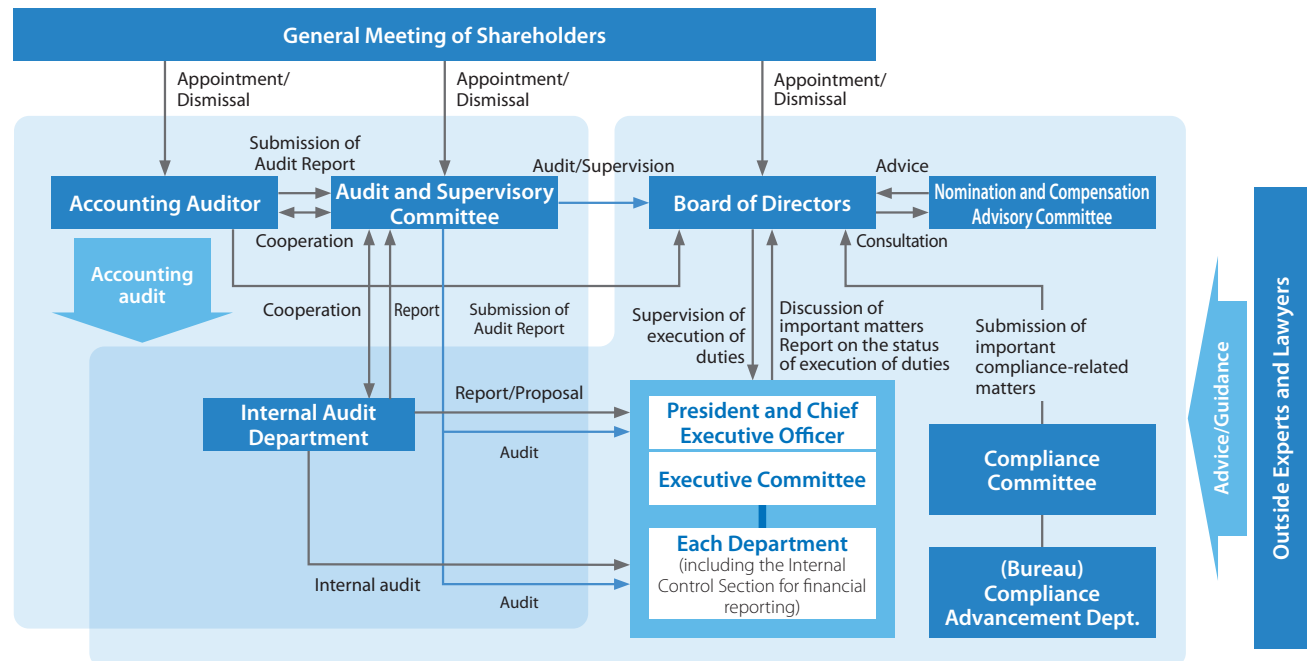 General Meeting of Shareholders
Appointment/
Dismissal
Appointment/
Dismissal
Appointment/
Dismissal
Submission of
Audit Report
Audit/Supervision
Advice
Accounting Auditor
Audit and Supervisory
Committee
Board of Directors
Nomination and Compensation
Advisory Committee
Cooperation
Consultation
Accounting
audit
Cooperation
Report
Submission of
Audit Report
Supervision of
execution of
duties
Discussion of
important matters
Report on the status
of execution of duties
Submission of
important
compliance-related
matters
Internal Audit
Department
Report/Proposal
Audit
President and Chief
Executive Officer
Executive Committee
Compliance
Committee
Each Department
(including the Internal
Control Section for financial
reporting)
Internal audit
Audit
(Bureau)
Compliance
Advancement Dept.
Advice/Guidance
Outside Experts and Lawyers